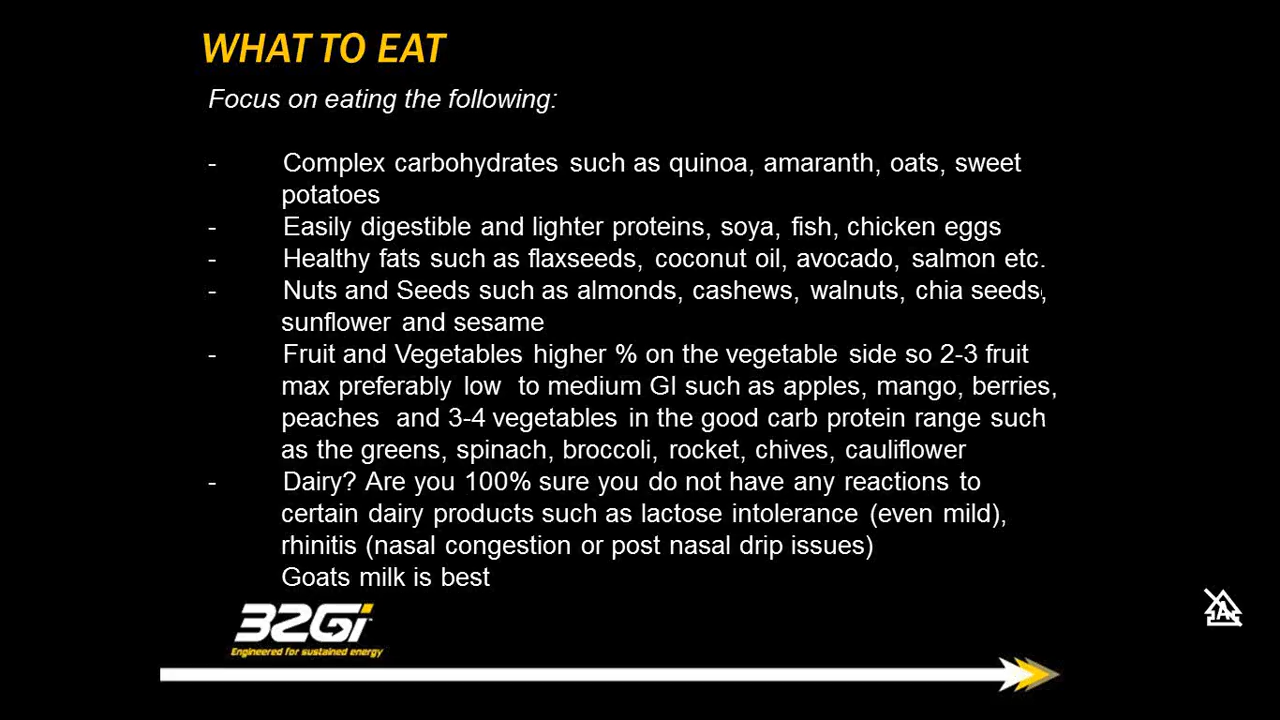 WHAT TO EAT
Focus on eating the following:
- Complex carbohydrates such as quinoa, amaranth, oats, sweet
potatoes
- Easily digestible and lighter proteins, soya, fish, chicken eggs
- Healthy fats such as flaxseeds, coconut oil, avocado, salmon etc.
- Nuts and Seeds such as almonds, cashews, walnuts, chia seeds,
sunflower and sesame
- Fruit and Vegetables higher % on the vegetable side so 2-3 fruit
max preferably low to medium GI such as apples, mango, berries,
peaches and 3-4 vegetables in the good carb protein range such
as the greens, spinach, broccoli, rocket, chives, cauliflower
- Dairy? Are you 100% sure you do not have any reactions to
certain dairy products such as lactose intolerance (even mild),
rhinitis (nasal congestion or post nasal drip issues)
Goats milk is best
32Gi
Engineered for sustained energy
A